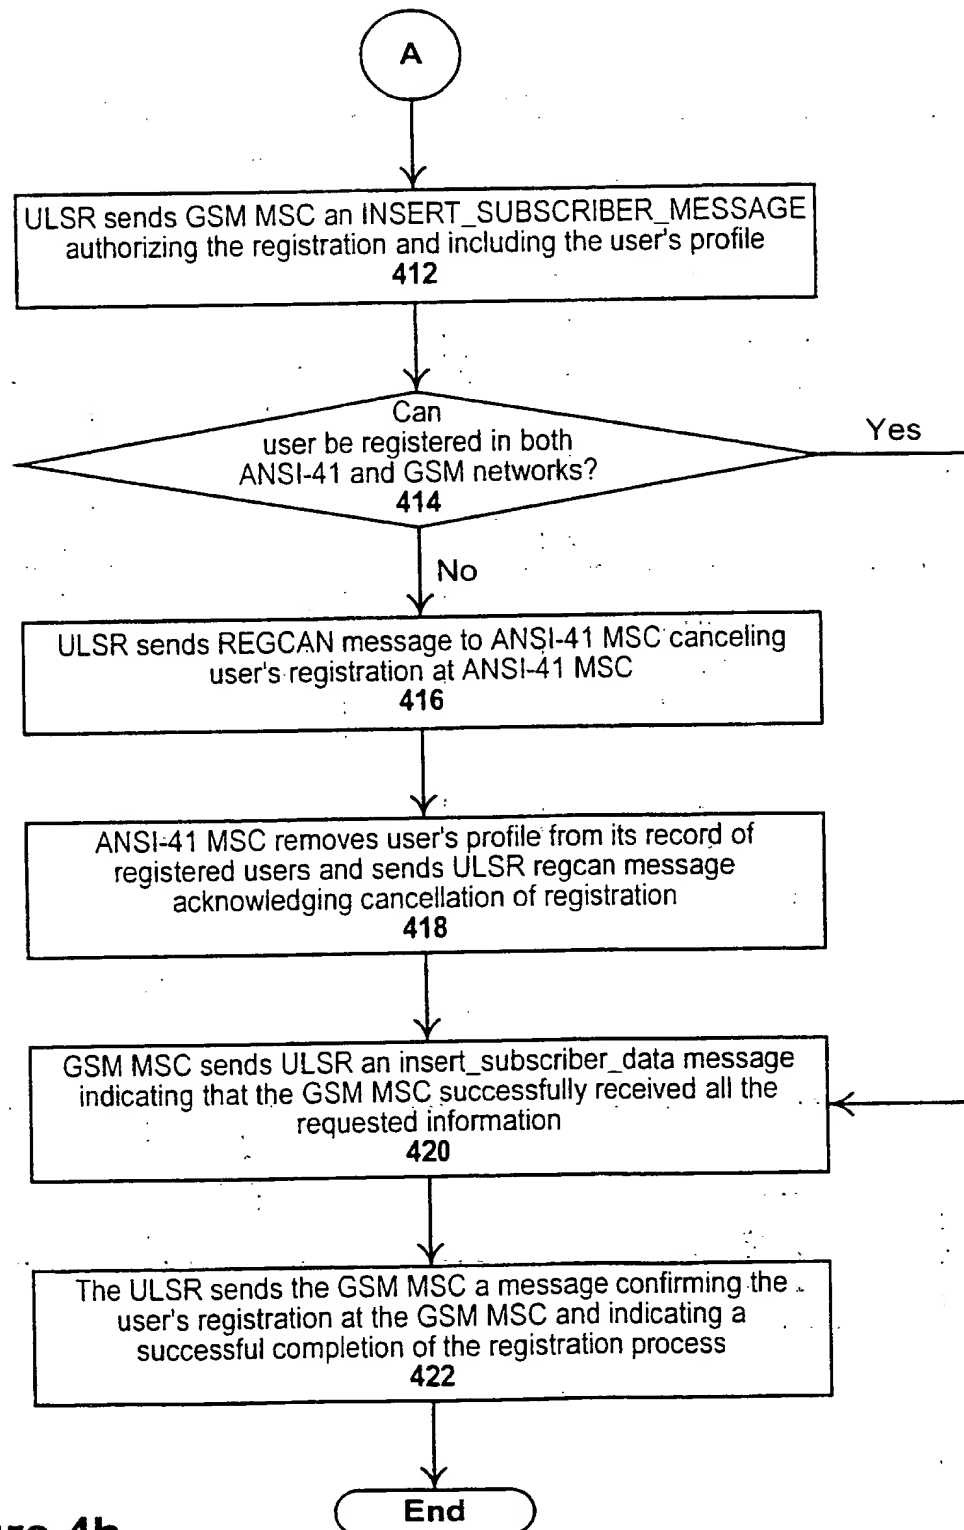 A
ULSR sends GSM MSC an INSERT_SUBSCRIBER_MESSAGE
authorizing the registration and including the user's profile
412
Can
user be registered in both
ANSI-41 and GSM networks?
414
Yes
No
ULSR sends REGCAN message to ANSI-41 MSC canceling
user's registration at ANSI-41 MSC
416
ANSI-41 MSC removes user's profile from its record of
registered users and sends ULSR regcan message
acknowledging cancellation of registration
418
GSM MSC sends ULSR an insert_subscriber_data message
indicating that the GSM MSC successfully received all the
requested information
420
The ULSR sends the GSM MSC a message confirming the
user's registration at the GSM MSC and indicating a
successful completion of the registration process
422
End